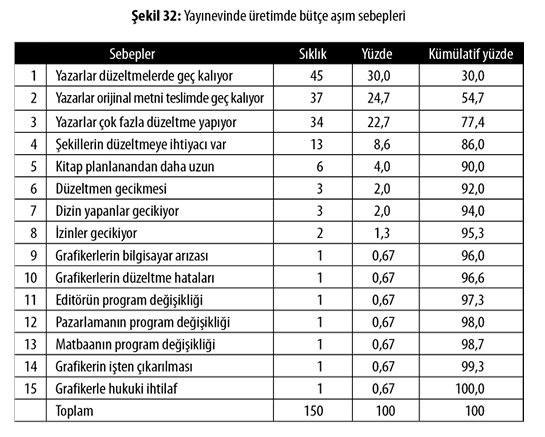 Şekil 32: Yayınevinde üretimde bütçe aşım sebepleri
Sebepler Sıklık Yüzde Kümülatif yüzde
1 Yazarlar düzeltmelerde geç kalıyor 45 30,0 30,0
2 Yazarlar orijinal metni teslimde geç kalıyor 37 24,7 54,7
3 Yazarlar çok fazla düzeltme yapıyor 34 22,7 77,4
4 Şekillerin düzeltmeye ihtiyacı var 13 8,6 86,0
5 Kitap planlanandan daha uzun 6 4,0 90,0
6 Düzeltmen gecikmesi 3 2,0 92,0
7 Dizin yapanlar gecikiyor 3 2,0 94,0
8 İzinler gecikiyor 2 1,3 95,3
9 Grafikerlerin bilgisayar arızası 1 0,67 96,0
10 Grafikerlerin düzeltme hataları 1 0,67 96,6
11 Editörün program değişikliği 1 0,67 97,3
12 Pazarlamanın program değişikliği 1 0,67 98,0
13 Matbaanın program değişikliği 1 0,67 98,7
14 Grafikerin işten çıkarılması 1 0,67 99,3
15 Grafikerle hukuki ihtilaf 1 0,67 100,0
Toplam 150 100 100